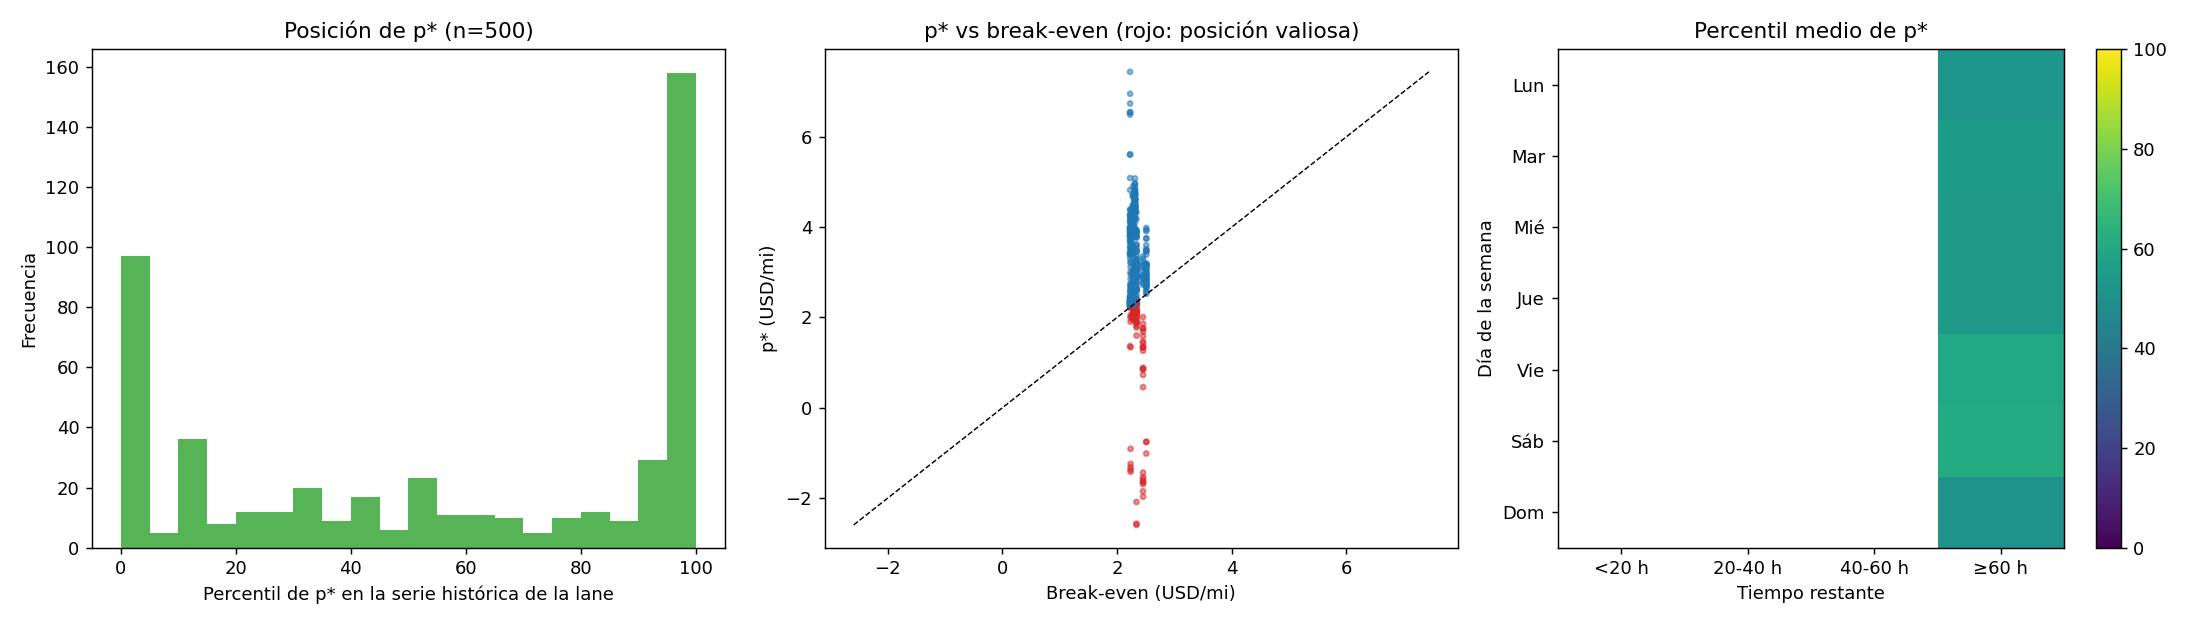 Posición de p* (n=500)
160
140
120
100
80
60
40
20
0
Frecuencia
0 20 40 60 80 100
Percentil de p* en la serie histórica de la lane
p* vs break-even (rojo: posición valiosa)
6
4
2
0
−2
p* (USD/mi)
−2 0 2 4 6
Break-even (USD/mi)
Percentil medio de p*
Lun
Mar
Mié
Jue
Vie
Sáb
Dom
Día de la semana
<20 h 20-40 h 40-60 h ≥60 h
Tiempo restante
100
80
60
40
20
0